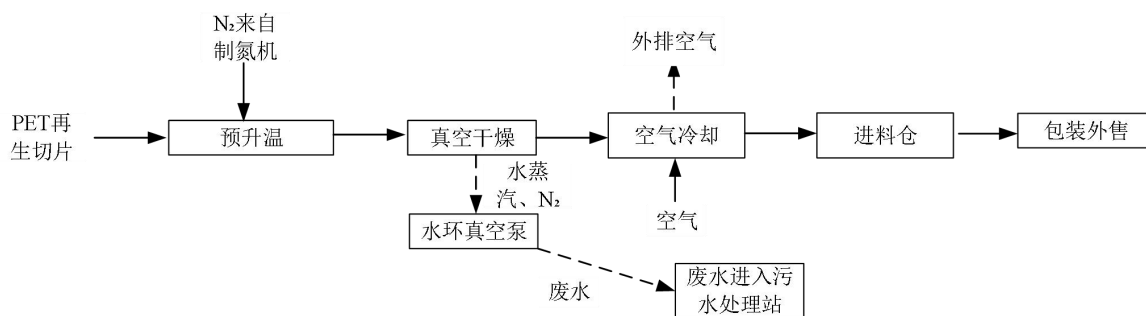 N₂来自
制氮机
外排空气
PET再
生切片
预升温
真空干燥
空气冷却
进料仓
包装外售
水蒸
汽、N₂
水环真空泵
空气
废水
废水进入污
水处理站